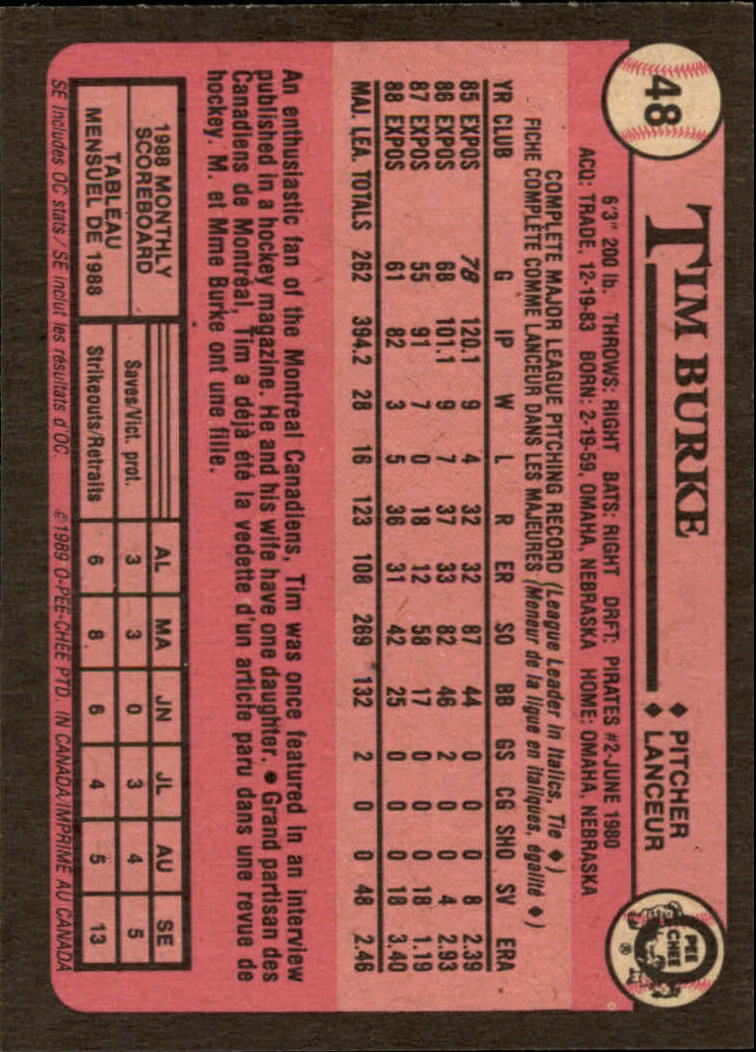 48
TIM BURKE
♦ PITCHER
♦ LANCEUR
O
PEE
CHEE
®
6'3" 200 lb. THROWS: RIGHT BATS: RIGHT DRFT: PIRATES #2-JUNE 1980
ACQ: TRADE, 12-19-83 BORN: 2-19-59, OMAHA, NEBRASKA HOME: OMAHA, NEBRASKA
COMPLETE MAJOR LEAGUE PITCHING RECORD (League Leader in Italics, Tie ♦)
FICHE COMPLÈTE COMME LANCEUR DANS LES MAJEURES (Meneur de la ligue en italiques, égalité ♦)
YR CLUB G IP W L R ER SO BB GS CG SHO SV ERA
85 EXPOS 78 120.1 9 4 32 32 87 44 0 0 0 8 2.39
86 EXPOS 68 101.1 9 7 37 33 82 46 2 0 0 4 2.93
87 EXPOS 55 91 7 0 18 12 58 17 0 0 0 18 1.19
88 EXPOS 61 82 3 5 36 31 42 25 0 0 0 18 3.40
MAJ. LEA. TOTALS 262 394.2 28 16 123 108 269 132 2 0 0 48 2.46
An enthusiastic fan of the Montreal Canadiens, Tim was once featured in an interview
published in a hockey magazine. He and his wife have one daughter. ● Grand partisan des
Canadiens de Montréal, Tim a déjà été la vedette d'un article paru dans une revue de
hockey. M. et Mme Burke ont une fille.
1988 MONTHLY
SCOREBOARD
TABLEAU
MENSUEL DE 1988
AL MA JN JL AU SE
Saves/Vict. prot. 3 3 0 3 4 5
Strikeouts/Retraits 6 8 6 4 5 13
SE Includes OC stats/SE inclut les résultats d'OC. © 1989 O-PEE-CHEE PTD. IN CANADA/IMPRIMÉ AU CANADA